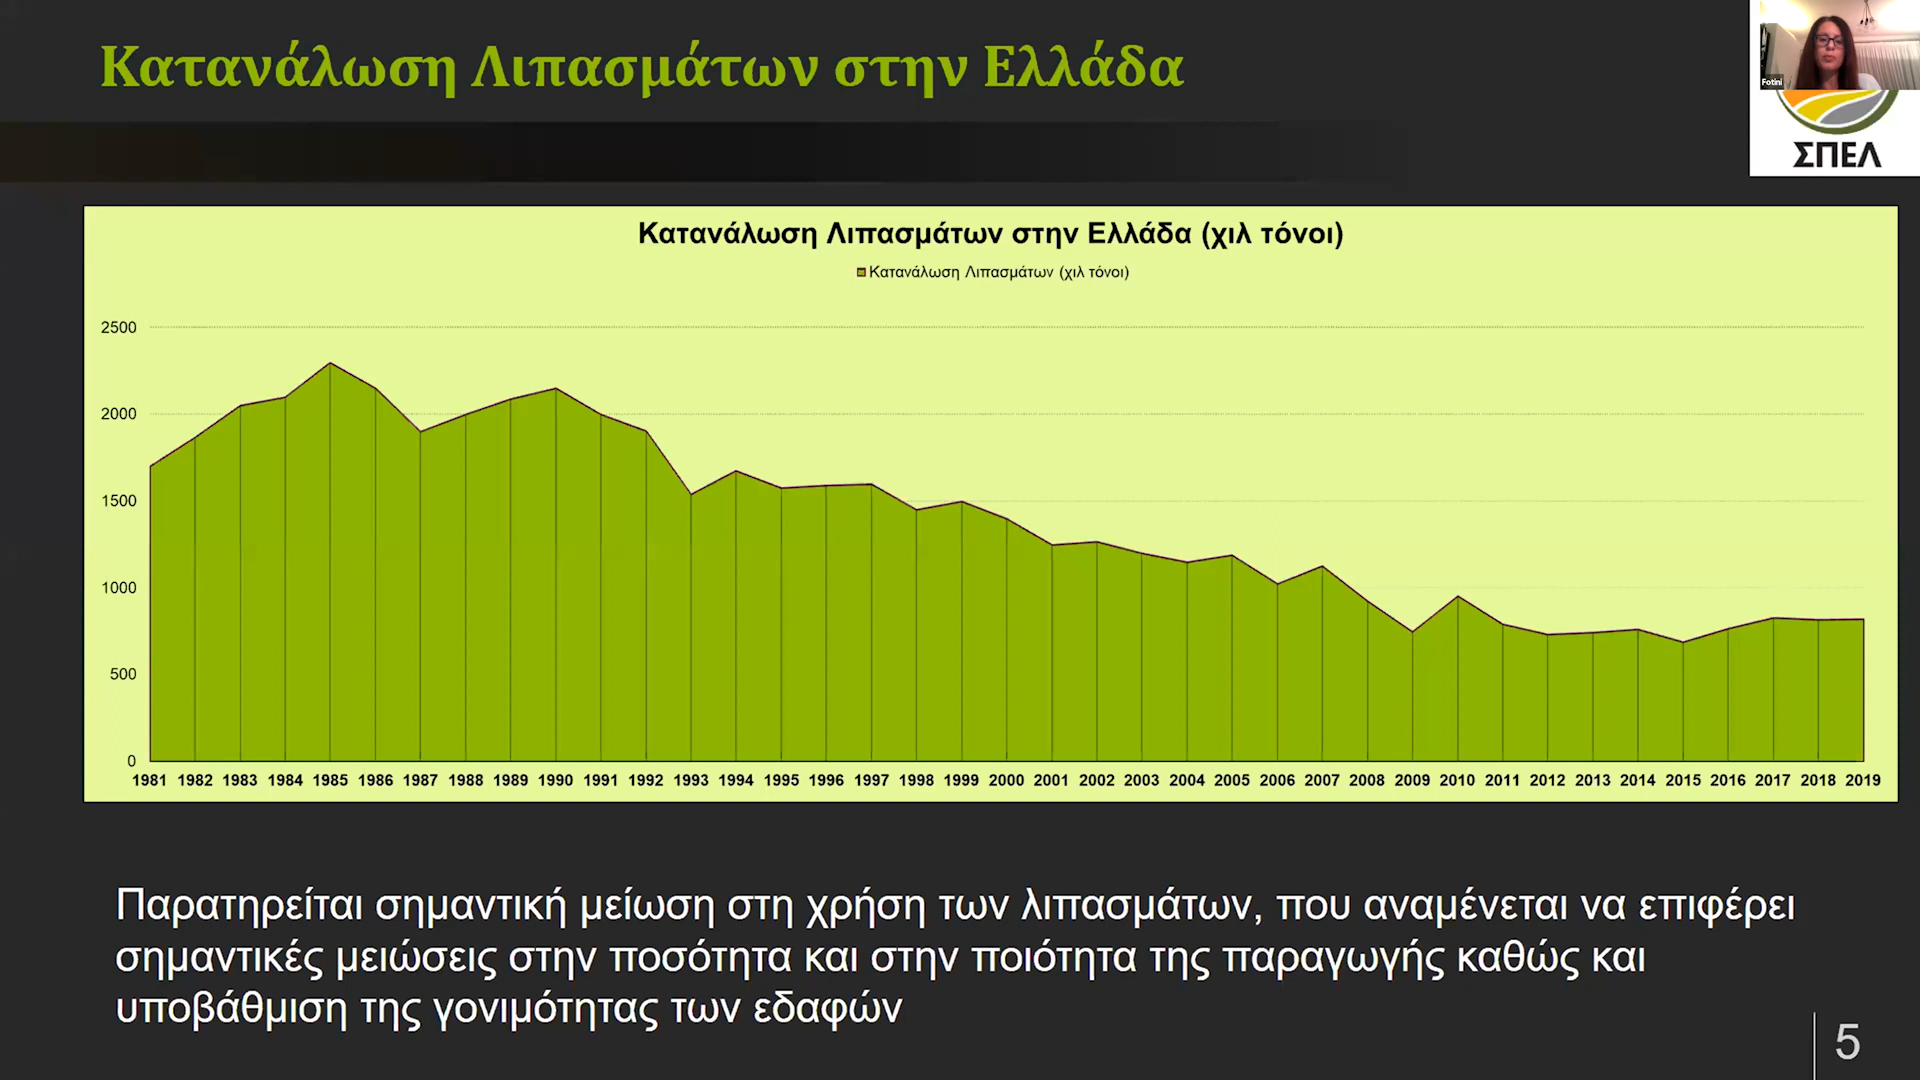 Κατανάλωση Λιπασμάτων στην Ελλάδα
Fotini
ΣΠΕΛ
Κατανάλωση Λιπασμάτων στην Ελλάδα (χιλ τόνοι)
Κατανάλωση Λιπασμάτων (χιλ τόνοι)
2500
2000
1500
1000
500
0
1981 1982 1983 1984 1985 1986 1987 1988 1989 1990 1991 1992 1993 1994 1995 1996 1997 1998 1999 2000 2001 2002 2003 2004 2005 2006 2007 2008 2009 2010 2011 2012 2013 2014 2015 2016 2017 2018 2019
Παρατηρείται σημαντική μείωση στη χρήση των λιπασμάτων, που αναμένεται να επιφέρει
σημαντικές μειώσεις στην ποσότητα και στην ποιότητα της παραγωγής καθώς και
υποβάθμιση της γονιμότητας των εδαφών
5